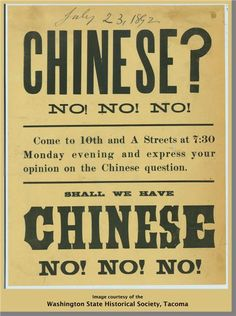 July 23, 1892
CHINESE?
NO! NO! NO!
Come to 10th and A Streets at 7:30
Monday evening and express your
opinion on the Chinese question.
SHALL WE HAVE
CHINESE
NO! NO! NO!
Image courtesy of the
Washington State Historical Society, Tacoma